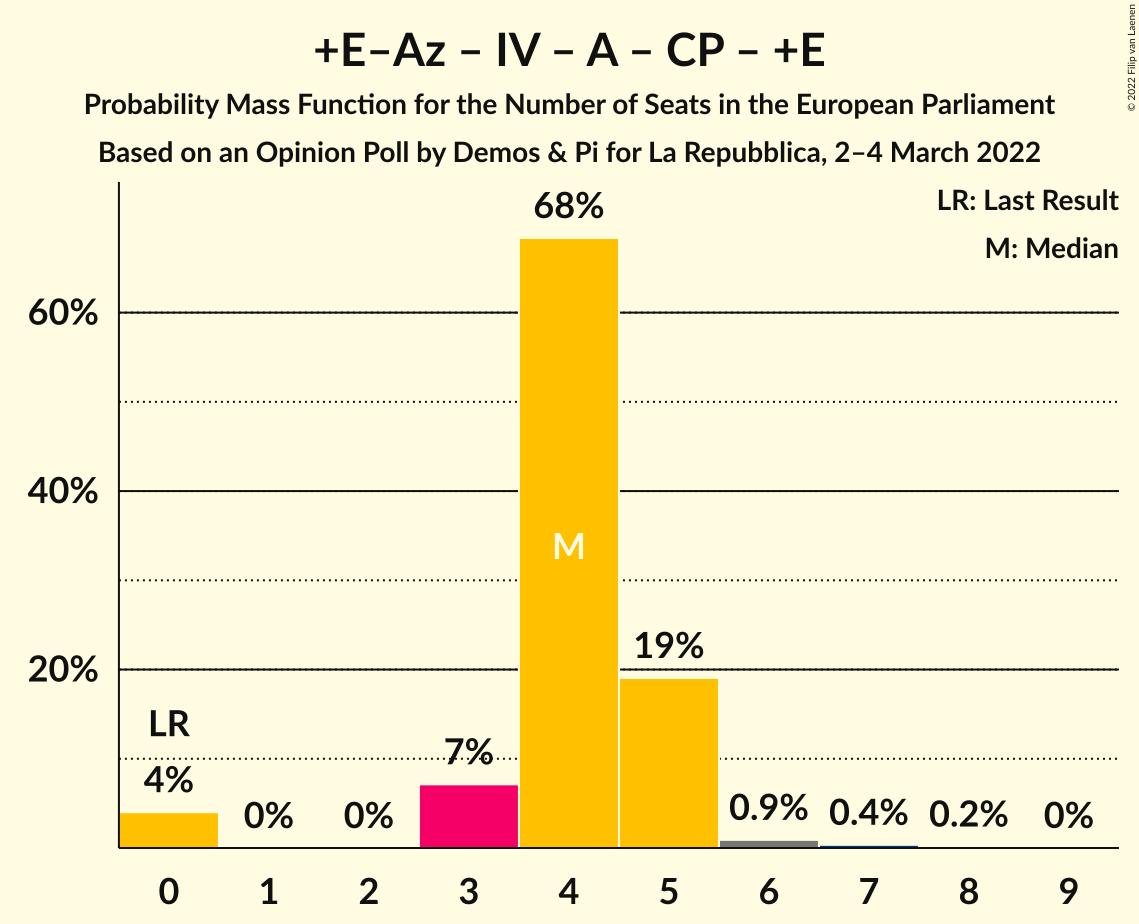 +E–Az – IV – A – CP – +E
Probability Mass Function for the Number of Seats in the European Parliament
Based on an Opinion Poll by Demos & Pi for La Repubblica, 2–4 March 2022
© 2022 Filip van Laenen
LR: Last Result
M: Median
68%
60%
40%
M
19%
20%
LR
7%
4%
0%
0%
0.9%
0.4%
0.2%
0%
0 1 2 3 4 5 6 7 8 9